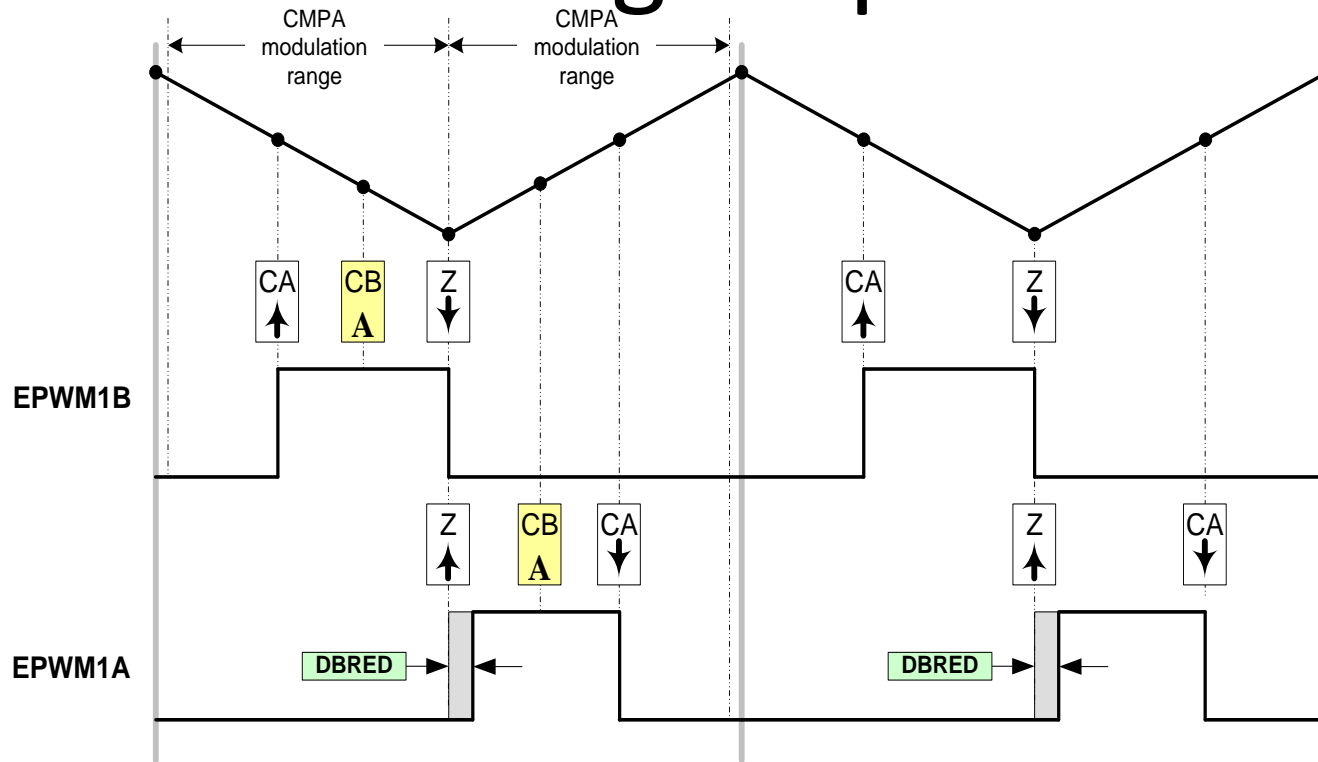 CMPA
modulation
range
CMPA
modulation
range
CA
CB
A
Z
CA
Z
EPWM1B
Z
CB
A
CA
Z
CA
DBRED
DBRED
EPWM1A